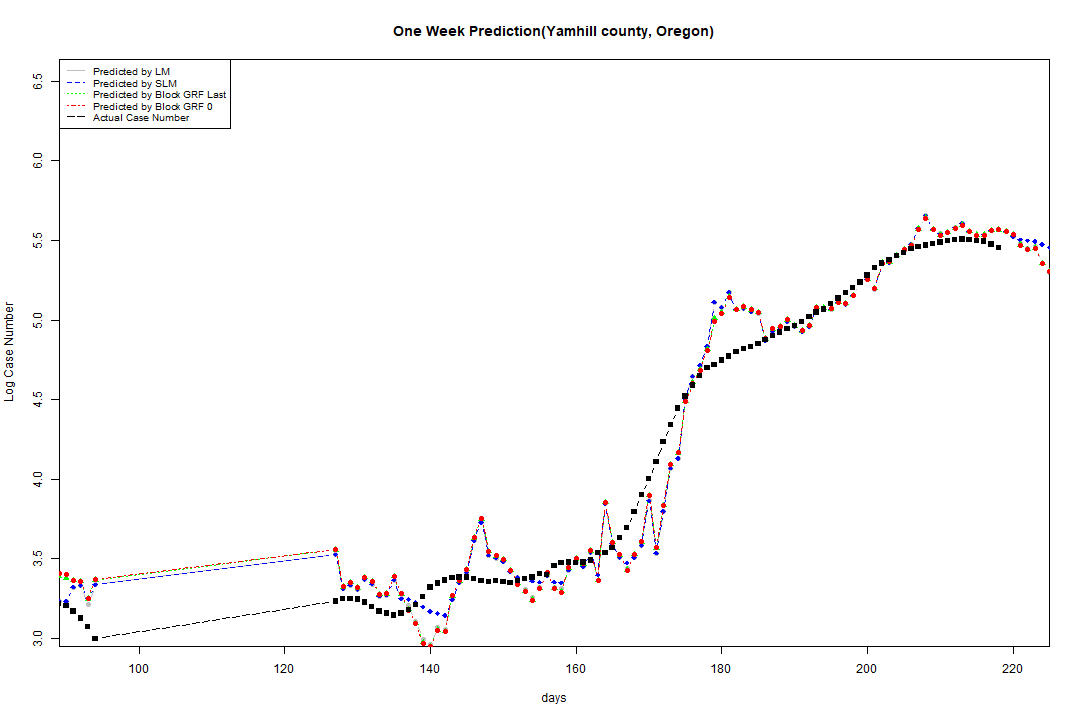 One Week Prediction(Yamhill county, Oregon)
Predicted by LM
Predicted by SLM
Predicted by Block GRF Last
Predicted by Block GRF 0
Actual Case Number
6.5
6.0
5.5
5.0
4.5
4.0
3.5
3.0
Log Case Number
100 120 140 160 180 200 220
days